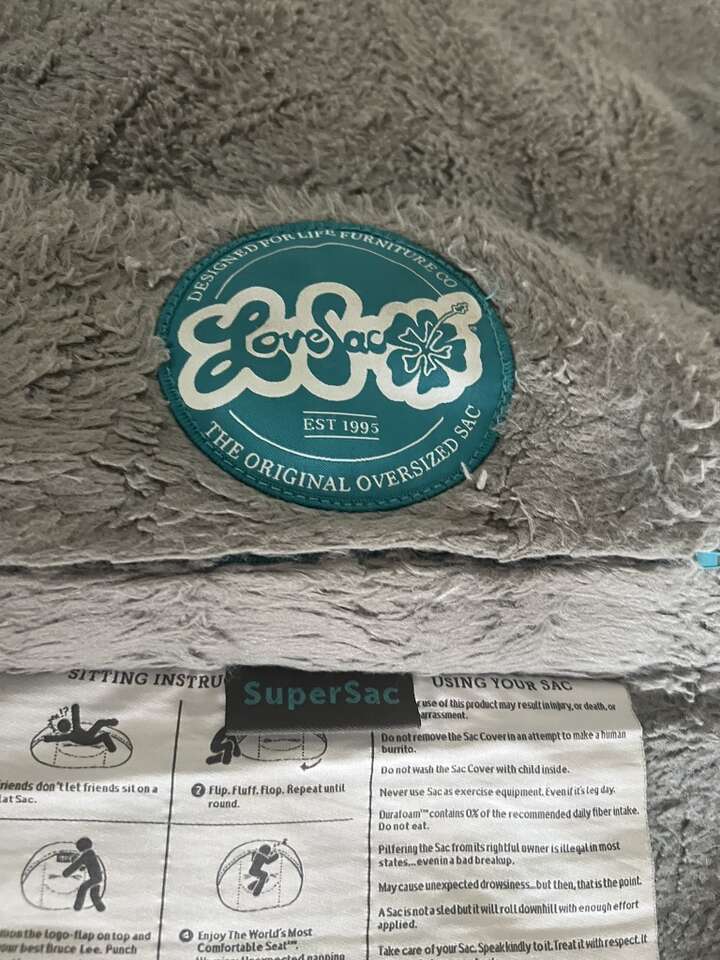 DESIGNED FOR LIFE FURNITURE CO
LoveSac
EST 1995
THE ORIGINAL OVERSIZED SAC
SuperSac
SITTING INSTRU
!?
riends don't let friends sit on a
lat Sac.
2 Flip. Fluff. Flop. Repeat until
round.
the logo-flap on top and
your best Bruce Lee. Punch
4 Enjoy The World's Most
Comfortable Seat™.
Unexpected napping
USING YOUR SAC
use of this product may result in injury, or death, or
arrassment.
Do not remove the Sac Cover in an attempt to make a human
burrito.
Do not wash the Sac Cover with child inside.
Never use Sac as exercise equipment. Even if it's leg day.
Durafoam™ contains 0% of the recommended daily fiber intake.
Do not eat.
Pilfering the Sac from its rightful owner is illegal in most
states...even in a bad breakup.
May cause unexpected drowsiness...but then, that is the point.
A Sac is not a sled but it will roll downhill with enough effort
applied.
Take care of your Sac. Speak kindly to it. Treat it with respect. It